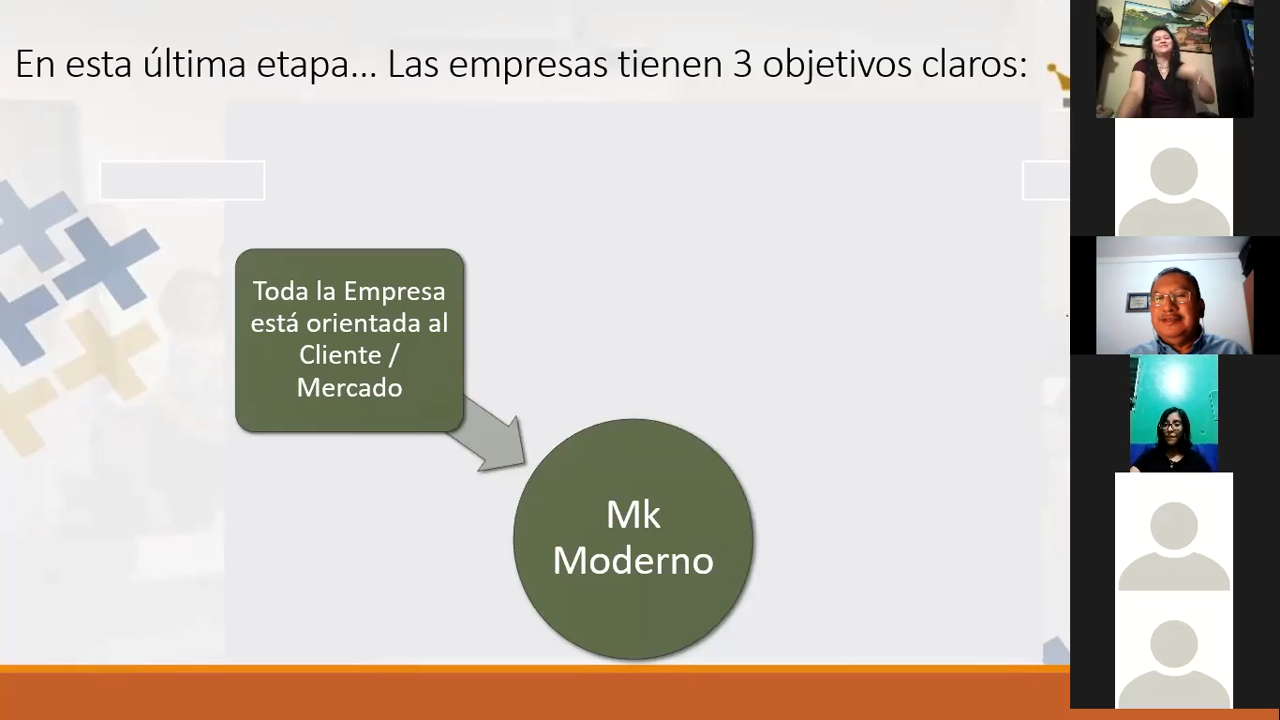 En esta última etapa... Las empresas tienen 3 objetivos claros:
Toda la Empresa
está orientada al
Cliente /
Mercado
Mk
Moderno